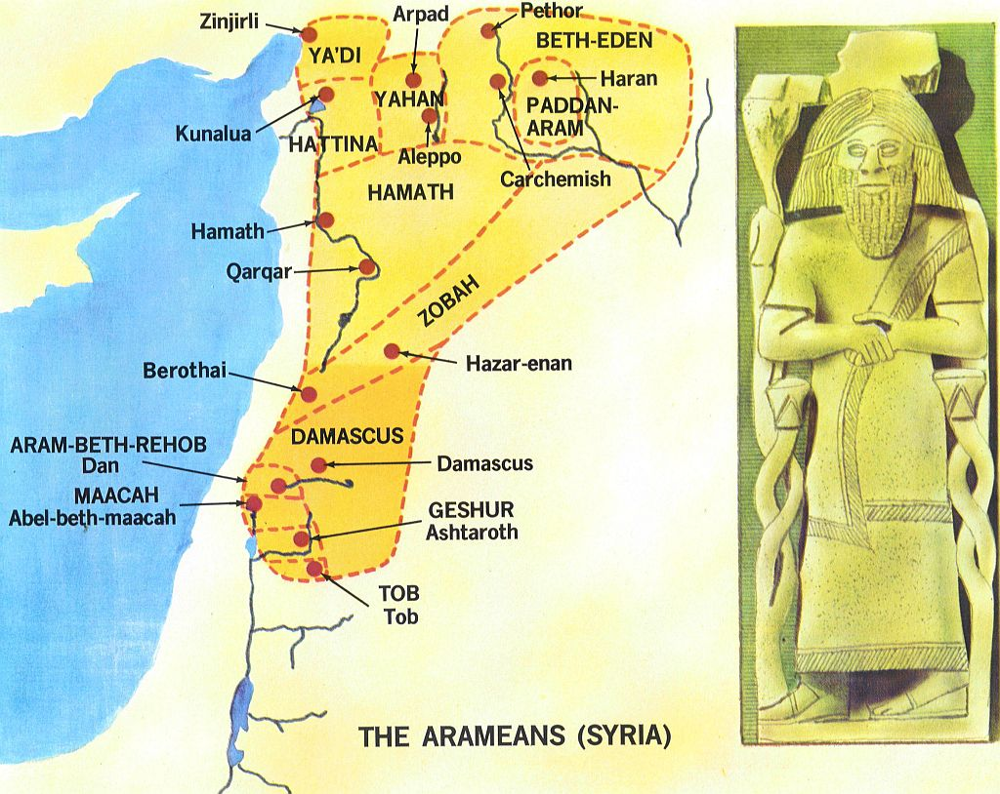 Zinjirli
Arpad
Pethor
YA'DI
BETH-EDEN
Haran
YAHAN
PADDAN-
ARAM
Kunalua
HATTINA
Aleppo
Carchemish
HAMATH
Hamath
Qarqar
ZOBAH
Berothai
Hazar-enan
DAMASCUS
Damascus
ARAM-BETH-REHOB
Dan
MAACAH
Abel-beth-maacah
GESHUR
Ashtaroth
TOB
Tob
THE ARAMEANS (SYRIA)